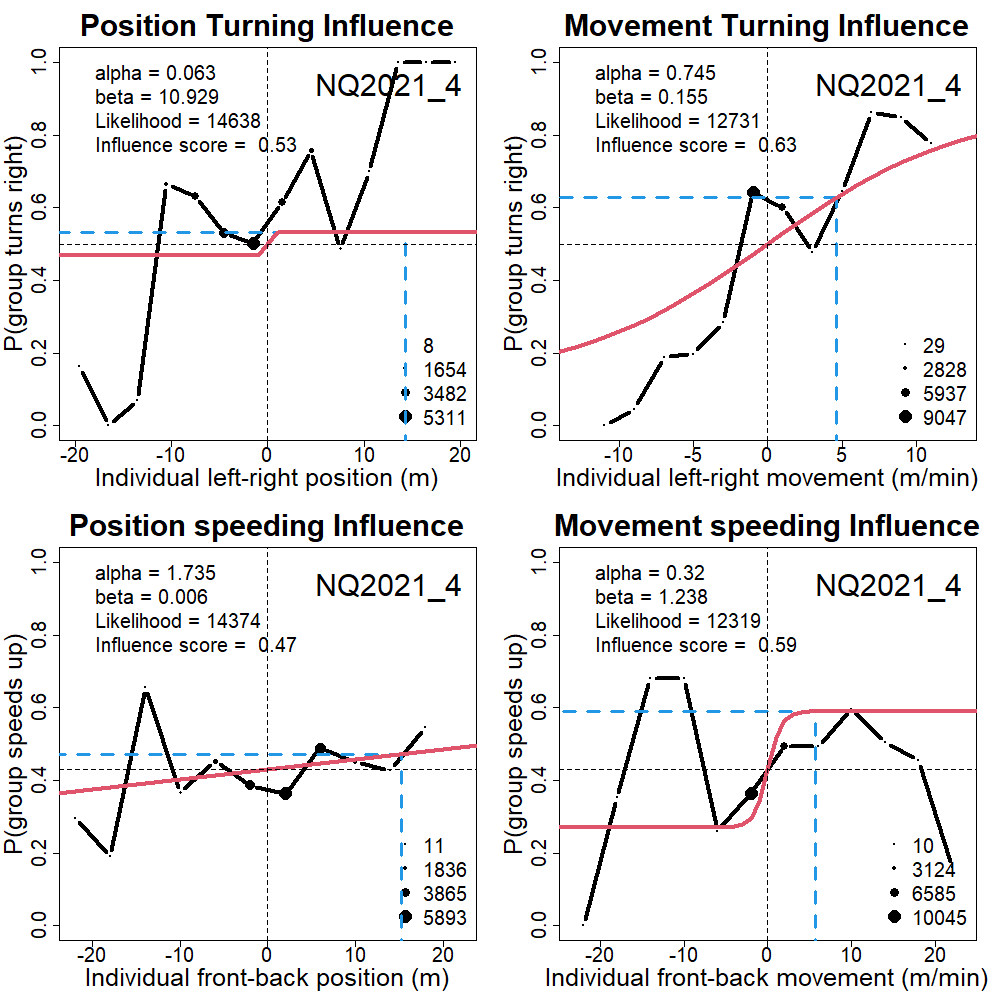 Position Turning Influence
alpha = 0.063
beta = 10.929
Likelihood = 14638
Influence score =  0.53
NQ2021_4
P(group turns right)
1.0
0.8
0.6
0.4
0.2
0.0
8
1654
3482
5311
-20 -10 0 10 20
Individual left-right position (m)
Movement Turning Influence
alpha = 0.745
beta = 0.155
Likelihood = 12731
Influence score =  0.63
NQ2021_4
P(group turns right)
1.0
0.8
0.6
0.4
0.2
0.0
29
2828
5937
9047
-10 -5 0 5 10
Individual left-right movement (m/min)
Position speeding Influence
alpha = 1.735
beta = 0.006
Likelihood = 14374
Influence score =  0.47
NQ2021_4
P(group speeds up)
1.0
0.8
0.6
0.4
0.2
0.0
11
1836
3865
5893
-20 -10 0 10 20
Individual front-back position (m)
Movement speeding Influence
alpha = 0.32
beta = 1.238
Likelihood = 12319
Influence score =  0.59
NQ2021_4
P(group speeds up)
1.0
0.8
0.6
0.4
0.2
0.0
10
3124
6585
10045
-20 -10 0 10 20
Individual front-back movement (m/min)